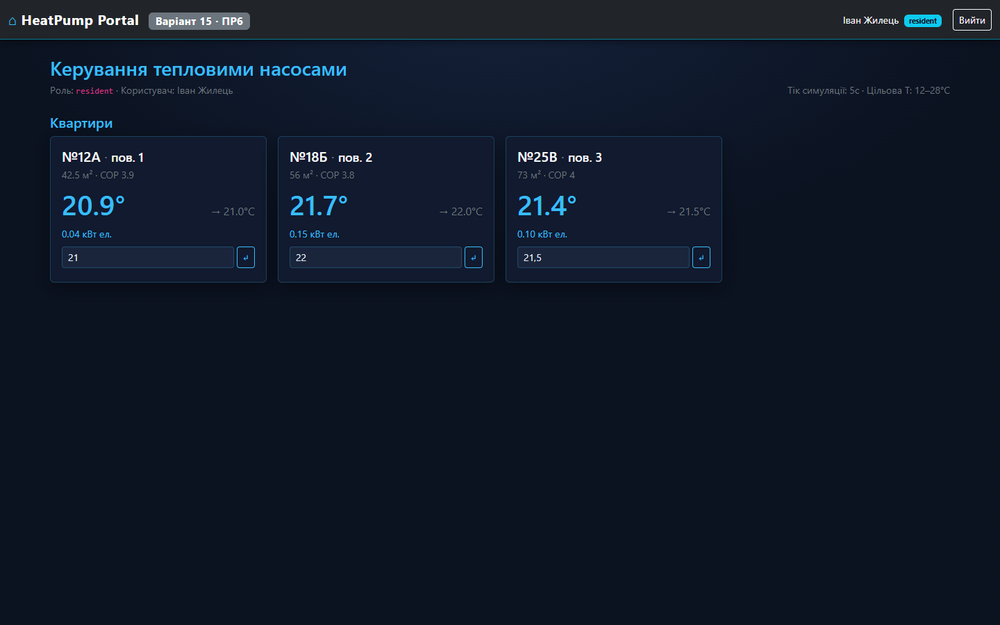 ⌂ HeatPump Portal Варіант 15 · ПР6 Іван Жилець resident Вийти
Керування тепловими насосами
Роль: resident · Користувач: Іван Жилець Тік симуляції: 5с · Цільова T: 12–28°C
Квартири
№12А · пов. 1
42.5 м² · COP 3.9
20.9° → 21.0°C
0.04 кВт ел.
21 ↲
№18Б · пов. 2
56 м² · COP 3.8
21.7° → 22.0°C
0.15 кВт ел.
22 ↲
№25В · пов. 3
73 м² · COP 4
21.4° → 21.5°C
0.10 кВт ел.
21,5 ↲